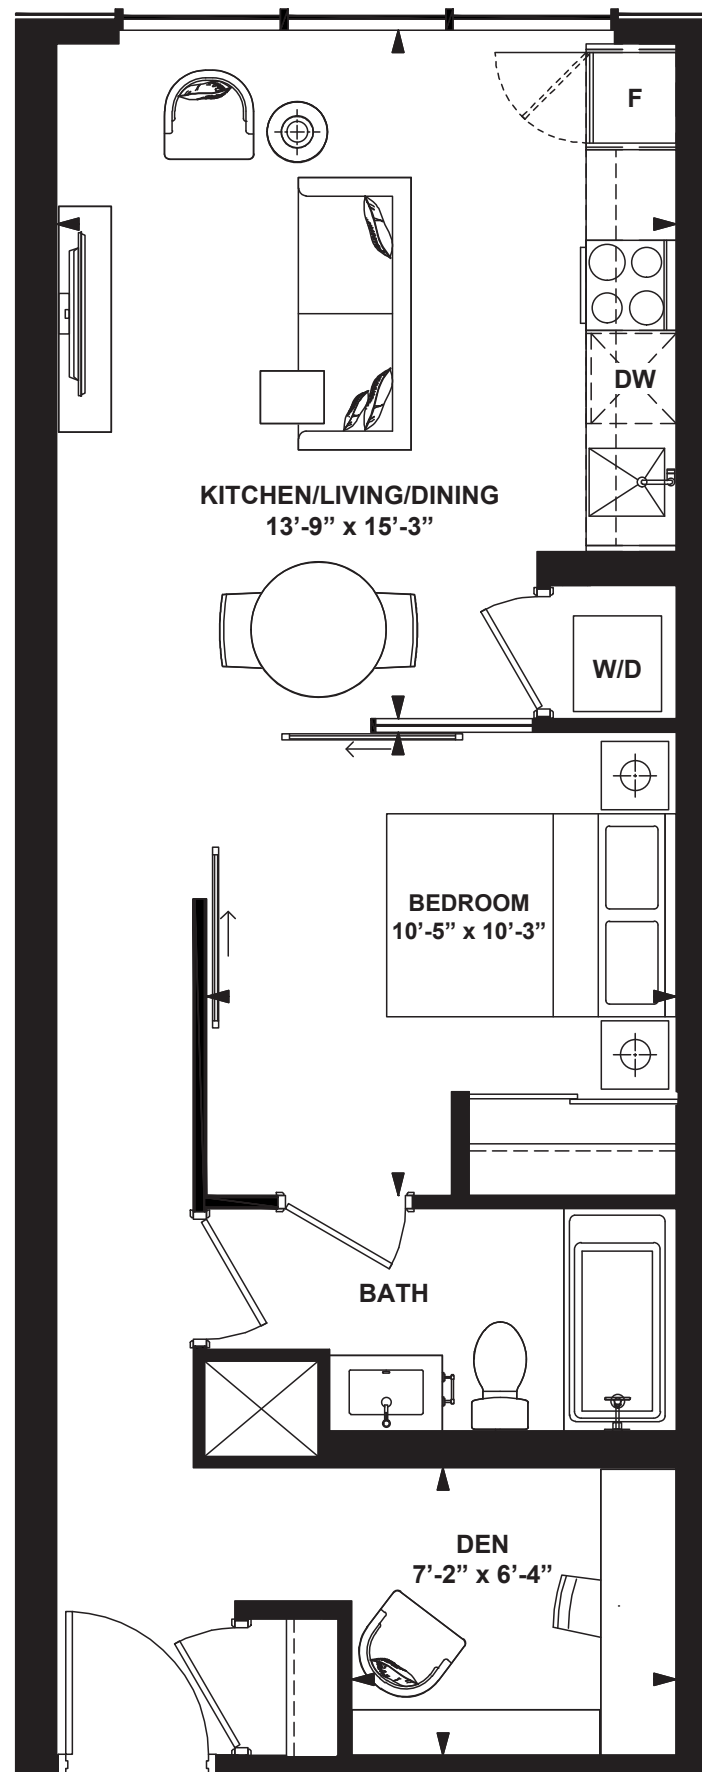 F
DW
KITCHEN/LIVING/DINING
13’-9” x 15’-3”
W/D
BEDROOM
10’-5” x 10’-3”
BATH
DEN
7’-2” x 6’-4”